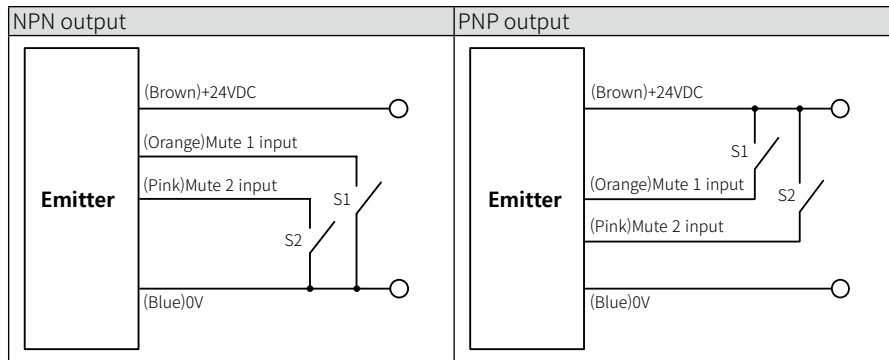 NPN output
PNP output
(Brown)+24VDC
(Orange)Mute 1 input
(Pink)Mute 2 input
S1
Emitter
S2
(Blue)0V
(Brown)+24VDC
S1
(Orange)Mute 1 input
S2
Emitter
(Pink)Mute 2 input
(Blue)0V